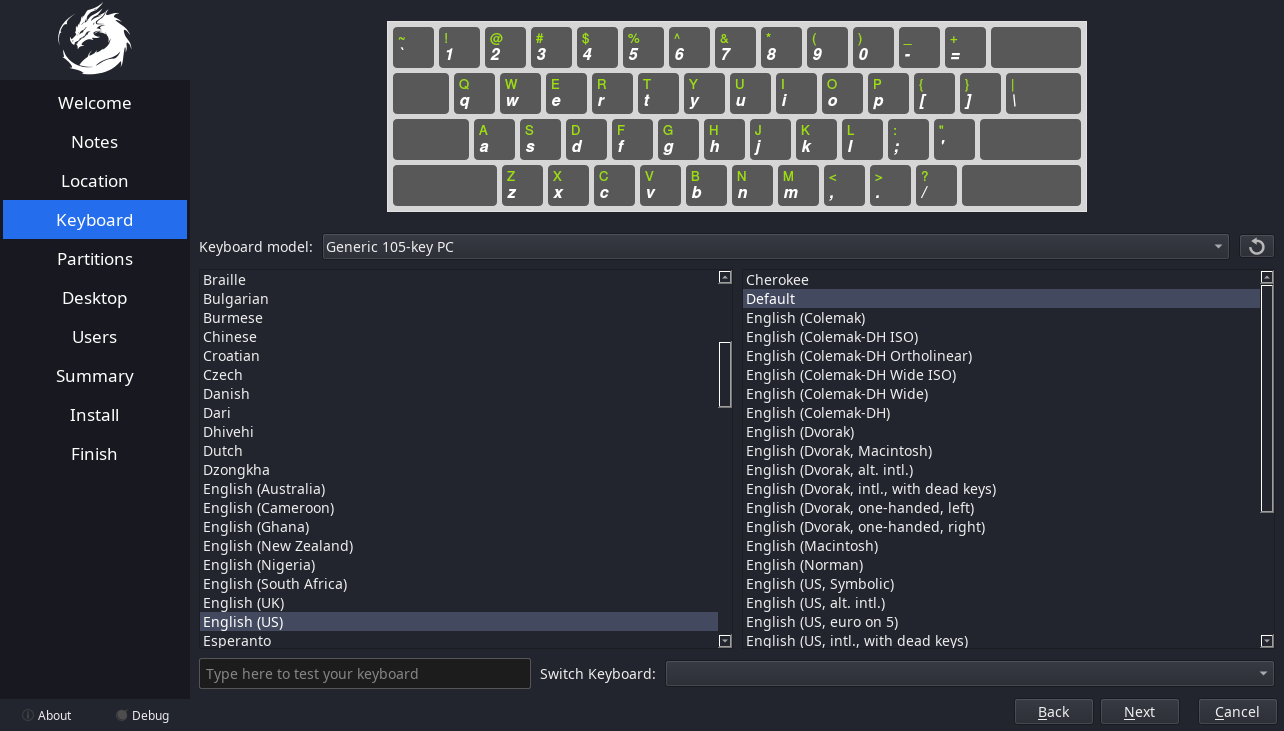 ~ ! @ # $ % ^ & * ( ) _ +
` 1 2 3 4 5 6 7 8 9 0 - =
Q W E R T Y U I O P { } |
q w e r t y u i o p [ ] \
A S D F G H J K L : "
a s d f g h j k l ; '
Z X C V B N M < > ?
z x c v b n m , . /
Welcome
Notes
Location
Keyboard
Partitions
Desktop
Users
Summary
Install
Finish
Keyboard model: Generic 105-key PC
Braille
Bulgarian
Burmese
Chinese
Croatian
Czech
Danish
Dari
Dhivehi
Dutch
Dzongkha
English (Australia)
English (Cameroon)
English (Ghana)
English (New Zealand)
English (Nigeria)
English (South Africa)
English (UK)
English (US)
Esperanto
Cherokee
Default
English (Colemak)
English (Colemak-DH ISO)
English (Colemak-DH Ortholinear)
English (Colemak-DH Wide ISO)
English (Colemak-DH Wide)
English (Colemak-DH)
English (Dvorak)
English (Dvorak, Macintosh)
English (Dvorak, alt. intl.)
English (Dvorak, intl., with dead keys)
English (Dvorak, one-handed, left)
English (Dvorak, one-handed, right)
English (Macintosh)
English (Norman)
English (US, Symbolic)
English (US, alt. intl.)
English (US, euro on 5)
English (US, intl., with dead keys)
Type here to test your keyboard
Switch Keyboard:
About
Debug
Back
Next
Cancel